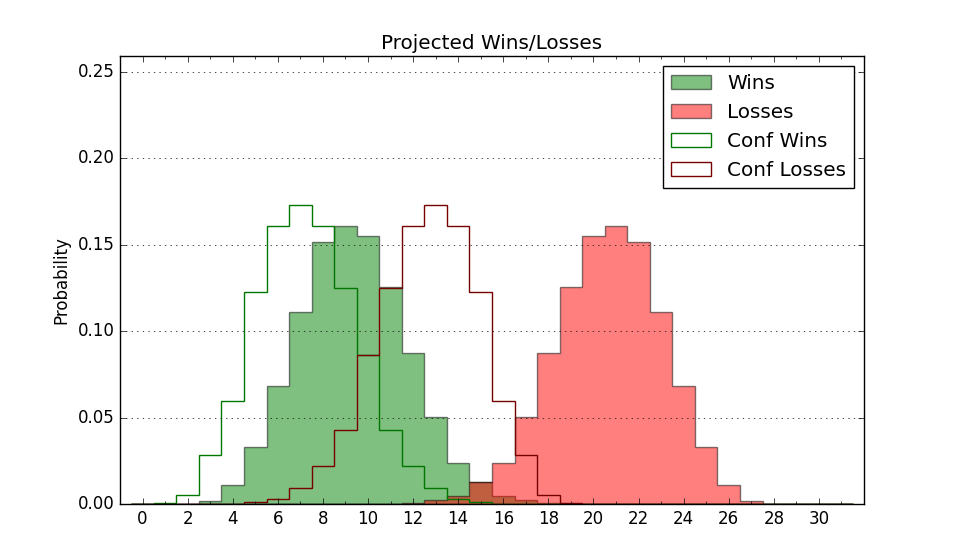 Projected Wins/Losses
0.25
0.20
0.15
0.10
0.05
0.00
Probability
Wins
Losses
Conf Wins
Conf Losses
0 2 4 6 8 10 12 14 16 18 20 22 24 26 28 30